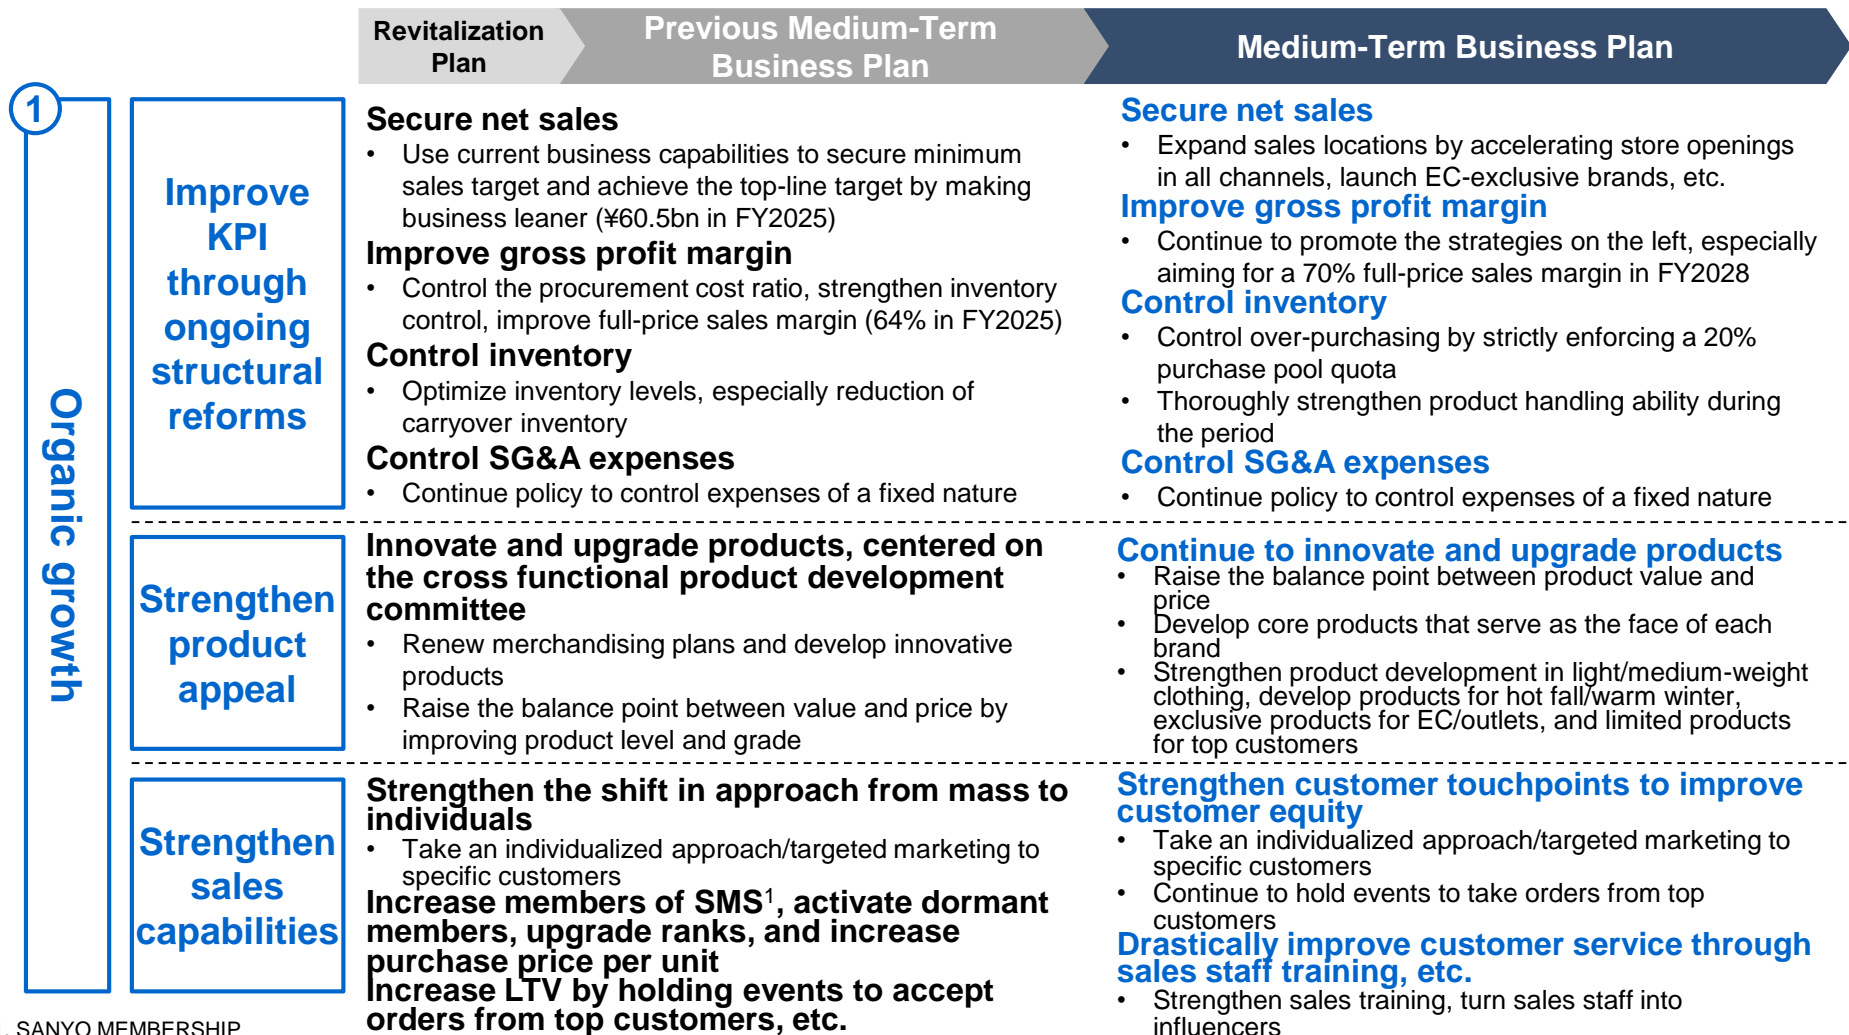 Revitalization
Plan
Previous Medium-Term
Business Plan
Medium-Term Business Plan
1
Organic growth
Improve
KPI
through
ongoing
structural
reforms
Secure net sales
• Use current business capabilities to secure minimum
sales target and achieve the top-line target by making
business leaner (¥60.5bn in FY2025)
Improve gross profit margin
• Control the procurement cost ratio, strengthen inventory
control, improve full-price sales margin (64% in FY2025)
Control inventory
• Optimize inventory levels, especially reduction of
carryover inventory
Control SG&A expenses
• Continue policy to control expenses of a fixed nature
Secure net sales
• Expand sales locations by accelerating store openings
in all channels, launch EC-exclusive brands, etc.
Improve gross profit margin
• Continue to promote the strategies on the left, especially
aiming for a 70% full-price sales margin in FY2028
Control inventory
• Control over-purchasing by strictly enforcing a 20%
purchase pool quota
• Thoroughly strengthen product handling ability during
the period
Control SG&A expenses
• Continue policy to control expenses of a fixed nature
Strengthen
product
appeal
Innovate and upgrade products, centered on
the cross functional product development
committee
• Renew merchandising plans and develop innovative
products
• Raise the balance point between value and price by
improving product level and grade
Continue to innovate and upgrade products
• Raise the balance point between product value and
price
• Develop core products that serve as the face of each
brand
• Strengthen product development in light/medium-weight
clothing, develop products for hot fall/warm winter,
exclusive products for EC/outlets, and limited products
for top customers
Strengthen
sales
capabilities
Strengthen the shift in approach from mass to
individuals
• Take an individualized approach/targeted marketing to
specific customers
Increase members of SMS¹, activate dormant
members, upgrade ranks, and increase
purchase price per unit
Increase LTV by holding events to accept
orders from top customers, etc.
Strengthen customer touchpoints to improve
customer equity
• Take an individualized approach/targeted marketing to
specific customers
• Continue to hold events to take orders from top
customers
Drastically improve customer service through
sales staff training, etc.
• Strengthen sales training, turn sales staff into
influencers
SANYO MEMBERSHIP